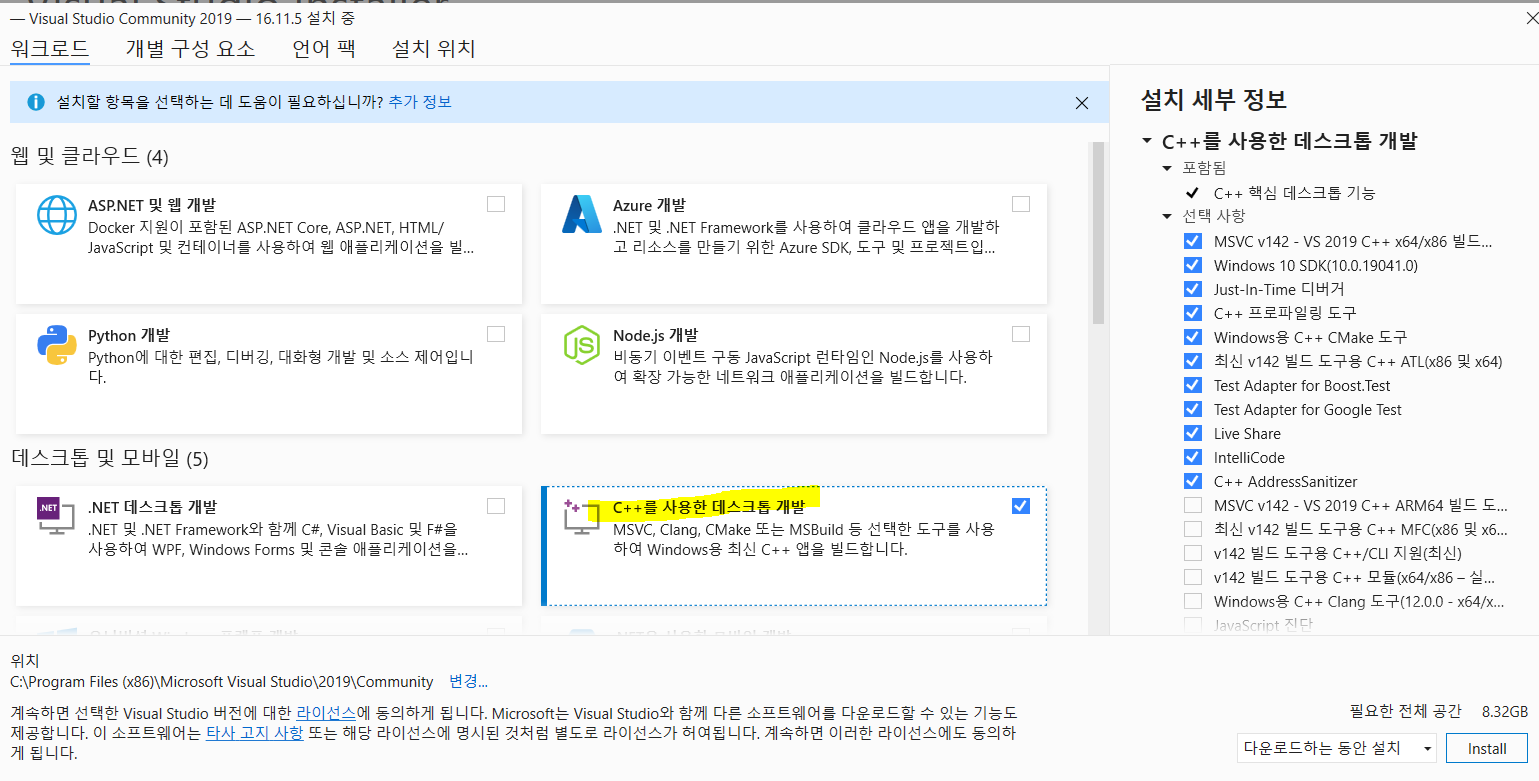 — Visual Studio Community 2019 — 16.11.5 설치 중
워크로드 개별 구성 요소 언어 팩 설치 위치
설치할 항목을 선택하는 데 도움이 필요하십니까? 추가 정보
웹 및 클라우드 (4)
ASP.NET 및 웹 개발
Docker 지원이 포함된 ASP.NET Core, ASP.NET, HTML/
JavaScript 및 컨테이너를 사용하여 웹 애플리케이션을 빌...
Azure 개발
.NET 및 .NET Framework를 사용하여 클라우드 앱을 개발하
고 리소스를 만들기 위한 Azure SDK, 도구 및 프로젝트입...
Python 개발
Python에 대한 편집, 디버깅, 대화형 개발 및 소스 제어입니
다.
Node.js 개발
비동기 이벤트 구동 JavaScript 런타임인 Node.js를 사용하
여 확장 가능한 네트워크 애플리케이션을 빌드합니다.
데스크톱 및 모바일 (5)
.NET
.NET 데스크톱 개발
.NET 및 .NET Framework와 함께 C#, Visual Basic 및 F#을
사용하여 WPF, Windows Forms 및 콘솔 애플리케이션을...
C++를 사용한 데스크톱 개발
MSVC, Clang, CMake 또는 MSBuild 등 선택한 도구를 사용
하여 Windows용 최신 C++ 앱을 빌드합니다.
설치 세부 정보
C++를 사용한 데스크톱 개발
포함됨
C++ 핵심 데스크톱 기능
선택 사항
MSVC v142 - VS 2019 C++ x64/x86 빌드...
Windows 10 SDK(10.0.19041.0)
Just-In-Time 디버거
C++ 프로파일링 도구
Windows용 C++ CMake 도구
최신 v142 빌드 도구용 C++ ATL(x86 및 x64)
Test Adapter for Boost.Test
Test Adapter for Google Test
Live Share
IntelliCode
C++ AddressSanitizer
MSVC v142 - VS 2019 C++ ARM64 빌드 도...
최신 v142 빌드 도구용 C++ MFC(x86 및 x6...
v142 빌드 도구용 C++/CLI 지원(최신)
v142 빌드 도구용 C++ 모듈(x64/x86 – 실...
Windows용 C++ Clang 도구(12.0.0 - x64/x...
JavaScript 진단
위치
C:\Program Files (x86)\Microsoft Visual Studio\2019\Community 변경...
계속하면 선택한 Visual Studio 버전에 대한 라이선스에 동의하게 됩니다. Microsoft는 Visual Studio와 함께 다른 소프트웨어를 다운로드할 수 있는 기능도
제공합니다. 이 소프트웨어는 타사 고지 사항 또는 해당 라이선스에 명시된 것처럼 별도로 라이선스가 허여됩니다. 계속하면 이러한 라이선스에도 동의하
게 됩니다.
필요한 전체 공간 8.32GB
다운로드하는 동안 설치 Install